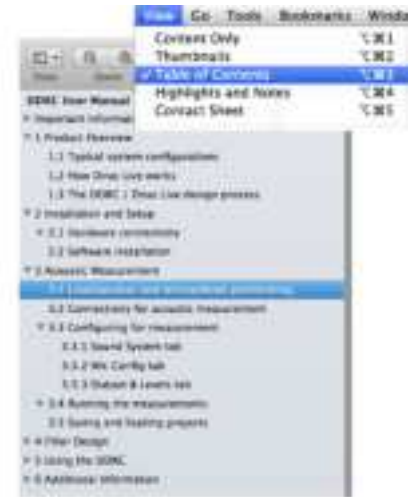 View Go Tools Bookmarks Window
Content Only ⌥⌘1
Thumbnails ⌥⌘2
✓ Table of Contents ⌥⌘3
Highlights and Notes ⌥⌘4
Contact Sheet ⌥⌘5
User Manual
Important Information
1 Product Overview
1.1 Typical system configurations
1.2 How Dirac Live works
1.3 The | Dirac Live design process
2 Installation and Setup
2.1 Hardware connectivity
2.2 Software installation
3 Acoustic Measurement
3.1
3.2 Connections for acoustic measurement
3.3 Configuring for measurement
3.3.1 Sound System tab
3.3.2 Mic Config tab
3.3.3 Output & Levels tab
3.4 Running the measurements
3.5 Saving and loading projects
4 Filter Design
5 Using the
6 Additional Information